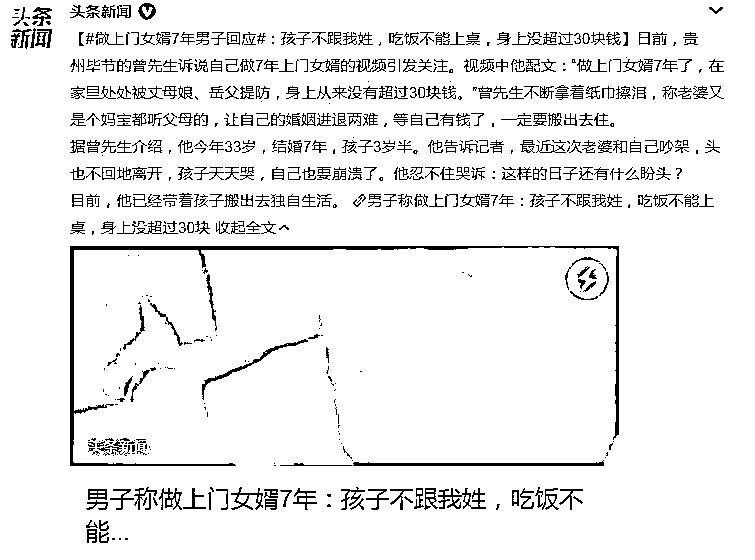 头条
新闻
头条新闻
【#做上门女婿7年男子回应#：孩子不跟我姓，吃饭不能上桌，身上没超过30块钱】日前，贵
州毕节的曾先生诉说自己做7年上门女婿的视频引发关注。视频中他配文：“做上门女婿7年了，在
家里处处被丈母娘、岳父提防，身上从来没有超过30块钱。”曾先生不断拿着纸巾擦泪，称老婆又
是个妈宝都听父母的，让自己的婚姻进退两难，等自己有钱了，一定要搬出去住。
据曾先生介绍，他今年33岁，结婚7年，孩子3岁半。他告诉记者，最近这次老婆和自己吵架，头
也不回地离开，孩子天天哭，自己也要崩溃了。他忍不住哭诉：这样的日子还有什么盼头？
目前，他已经带着孩子搬出去独自生活。 男子称做上门女婿7年：孩子不跟我姓，吃饭不能上
桌，身上没超过30块 收起全文
头条新闻
男子称做上门女婿7年：孩子不跟我姓，吃饭不
能...